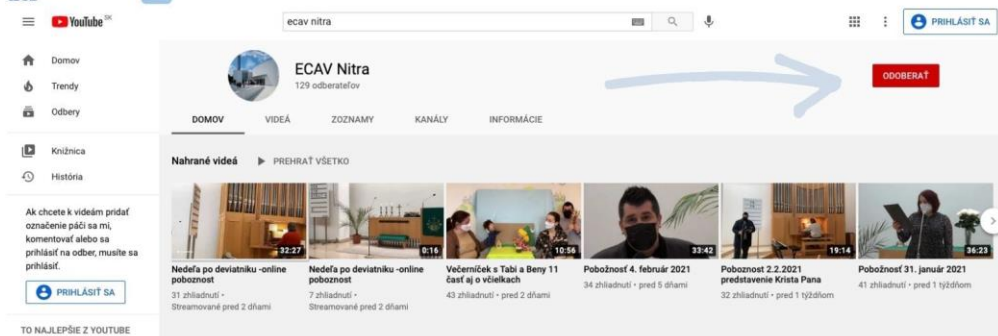 YouTube SK
ecav nitra
PRIHLÁSIŤ SA
Domov
Trendy
Odbery
Knižnica
História
Ak chcete k videám pridať
označenie páči sa mi,
komentovať alebo sa
prihlásiť na odber, musíte sa
prihlásiť.
PRIHLÁSIŤ SA
TO NAJLEPŠIE Z YOUTUBE
ECAV Nitra
129 odberateľov
ODOBERAŤ
DOMOV VIDEÁ ZOZNAMY KANÁLY INFORMÁCIE
Nahrané videá PREHRAŤ VŠETKO
32:27
Nedeľa po deviatniku -online
poboznost
31 zhliadnutí •
Streamované pred 2 dňami
0:16
Nedeľa po deviatniku -online
poboznost
7 zhliadnutí •
Streamované pred 2 dňami
10:56
Večerníček s Tabi a Beny 11
časť aj o včielkach
43 zhliadnutí • pred 2 dňami
33:42
Pobožnosť 4. február 2021
34 zhliadnutí • pred 5 dňami
19:14
Poboznost 2.2.2021
predstavenie Krista Pana
32 zhliadnutí • pred 1 týždňom
36:23
Pobožnosť 31. január 2021
41 zhliadnutí • pred 1 týždňom